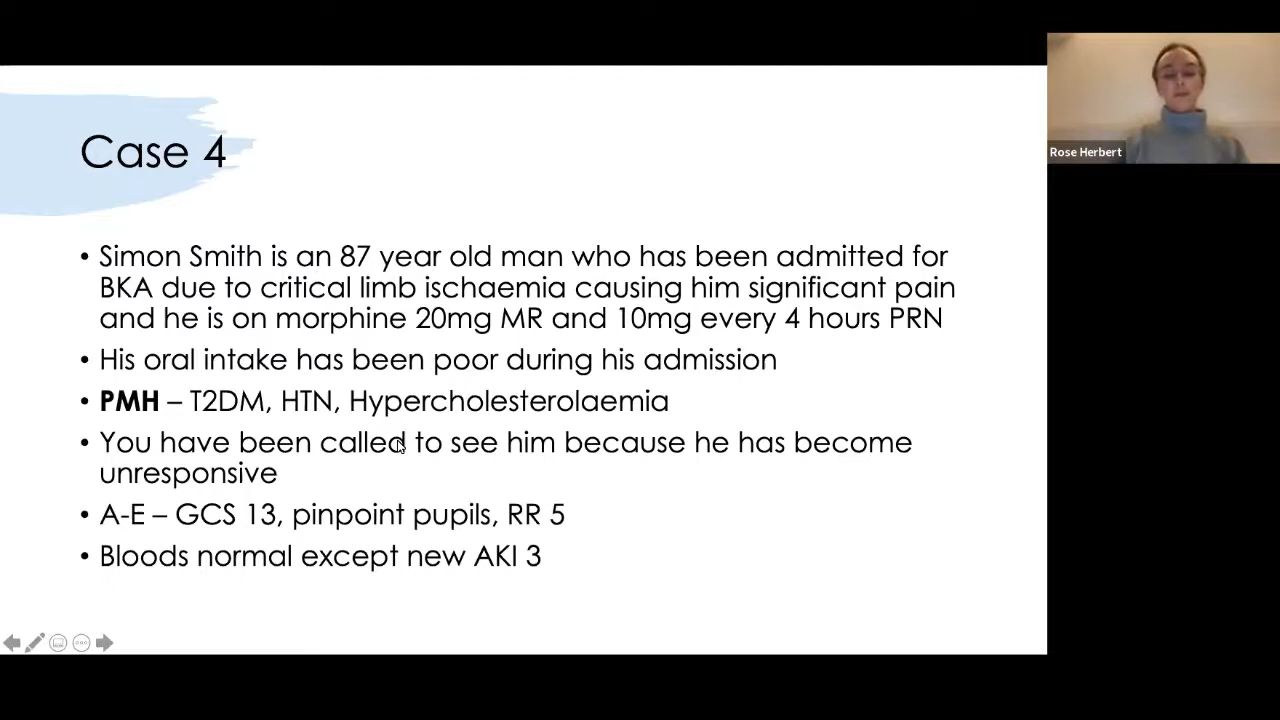 Case 4
• Simon Smith is an 87 year old man who has been admitted for
BKA due to critical limb ischaemia causing him significant pain
and he is on morphine 20mg MR and 10mg every 4 hours PRN
• His oral intake has been poor during his admission
• PMH – T2DM, HTN, Hypercholesterolaemia
• You have been called to see him because he has become
unresponsive
• A-E – GCS 13, pinpoint pupils, RR 5
• Bloods normal except new AKI 3
Rose Herbert